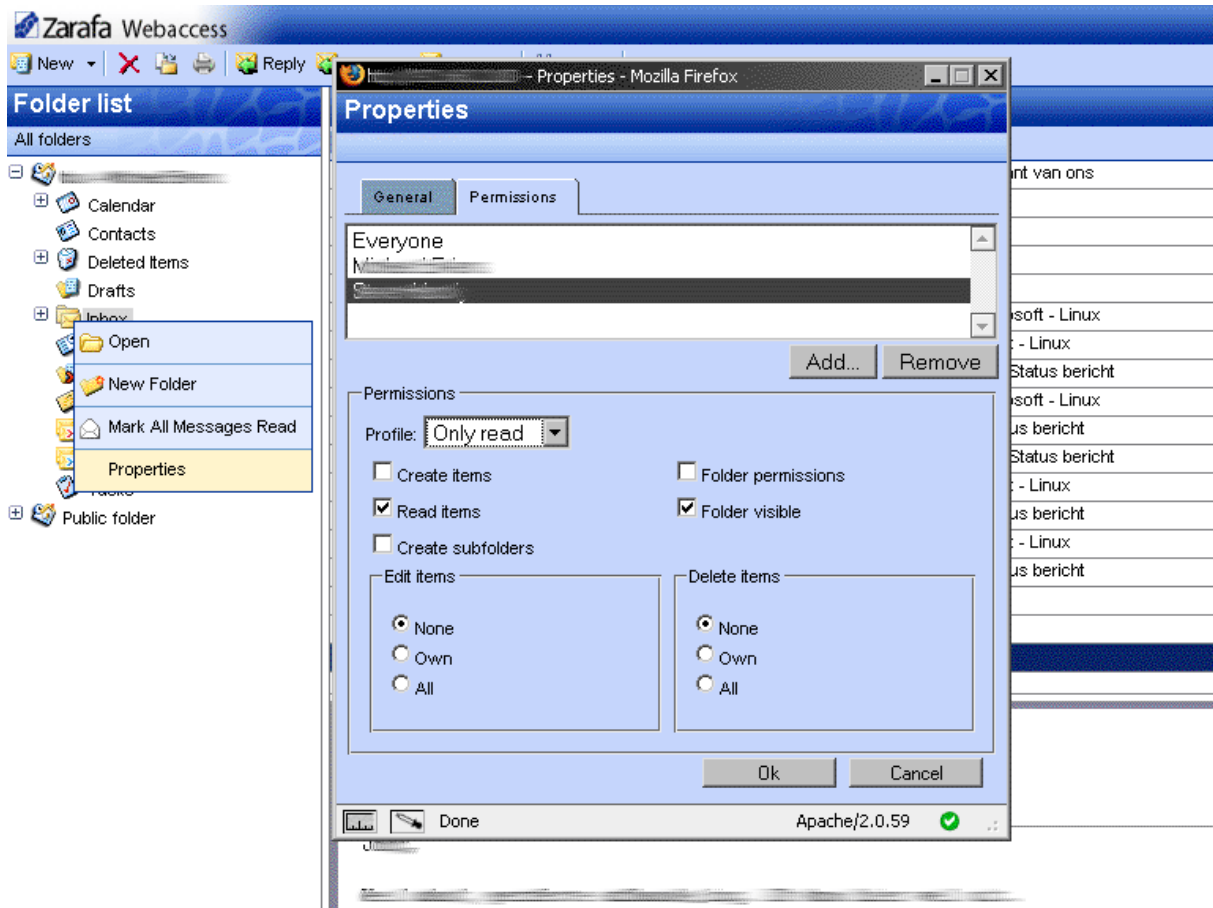 Zarafa Webaccess
New
Reply
Folder list
All folders
Calendar
Contacts
Deleted Items
Drafts
Inbox
Open
New Folder
Mark All Messages Read
Properties
Tasks
Public folder
- Properties - Mozilla Firefox
Properties
General Permissions
Everyone
Add... Remove
Permissions
Profile: Only read
Create items Folder permissions
Read items Folder visible
Create subfolders
Edit items Delete items
None None
Own Own
All All
Ok Cancel
Done Apache/2.0.59
nt van ons
soft - Linux
- Linux
Status bericht
soft - Linux
us bericht
Status bericht
- Linux
us bericht
- Linux
us bericht